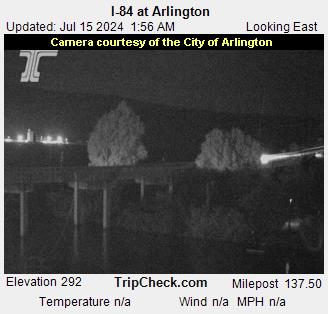 I-84 at Arlington
Updated: Jul 15 2024 1:56 AM Looking East
Camera courtesy of the City of Arlington
Elevation 292 TripCheck.com Milepost 137.50
Temperature n/a Wind n/a MPH n/a